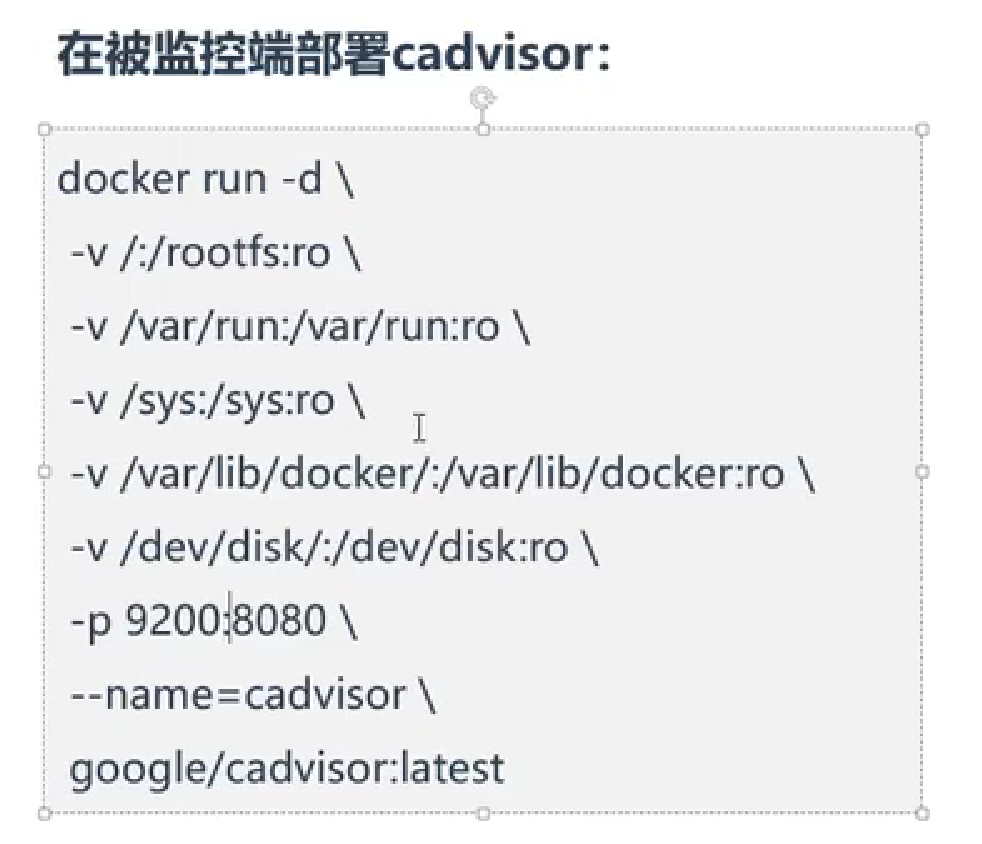 在被监控端部署cadvisor：
docker run -d \
-v /:/rootfs:ro \
-v /var/run:/var/run:ro \
-v /sys:/sys:ro \
-v /var/lib/docker/:/var/lib/docker:ro \
-v /dev/disk/:/dev/disk:ro \
-p 9200:8080 \
--name=cadvisor \
google/cadvisor:latest